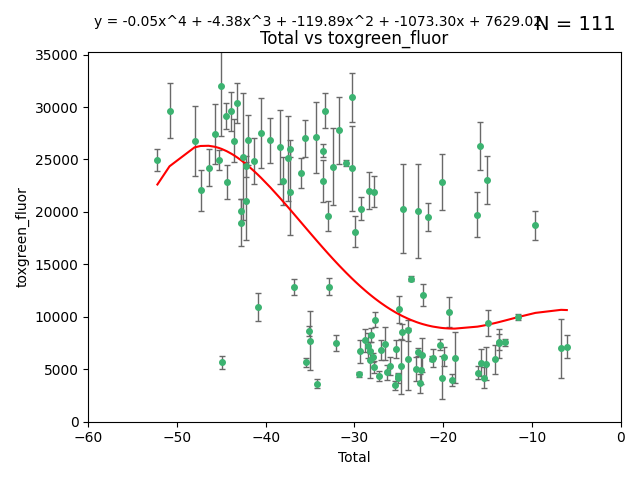 y = -0.05x^4 + -4.38x^3 + -119.89x^2 + -1073.30x + 7629.02
N = 111
Total vs toxgreen_fluor
35000
30000
25000
20000
15000
10000
5000
0
toxgreen_fluor
−60 −50 −40 −30 −20 −10 0
Total